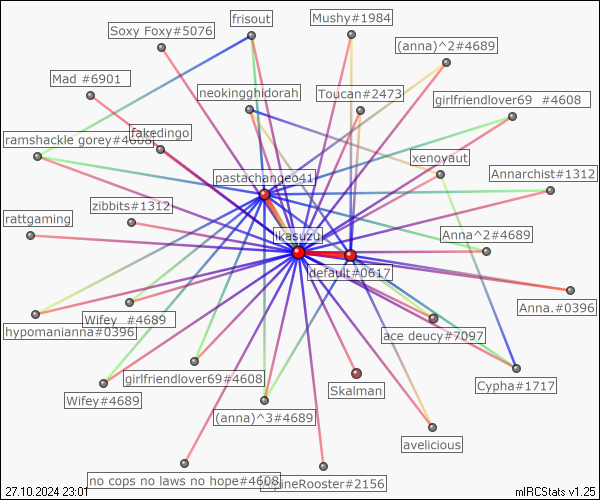 frisout
Mushy#1984
Soxy Foxy#5076
(anna)^2#4689
Mad #6901
neokingghidorah
Toucan#2473
girlfriendlover69 #4608
ramshackle gorey#4608
fakedingo
xenoyaut
pastachangeo41
Annarchist#1312
rattgaming
zibbits#1312
ikasuzu
Anna^2#4689
default#0617
Anna.#0396
hypomanianna#0396
Wifey #4689
ace deucy#7097
Wifey#4689
girlfriendlover69#4608
Skalman
Cypha#1717
(anna)^3#4689
avelicious
no cops no laws no hope#4608
27.10.2024 23:01
mIRCStats v1.25